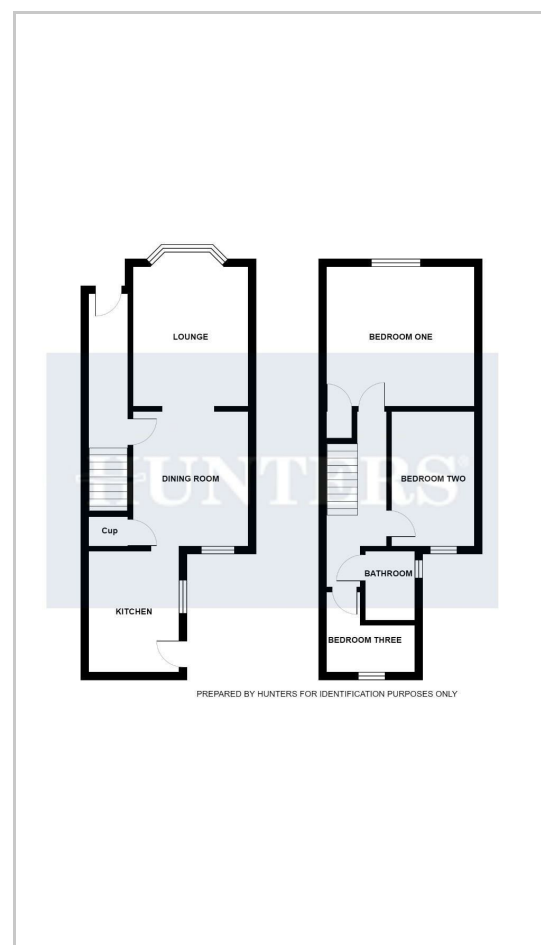 LOUNGE
DINING ROOM
Cup
KITCHEN
BEDROOM ONE
BEDROOM TWO
BATHROOM
BEDROOM THREE
HUNTERS®
PREPARED BY HUNTERS FOR IDENTIFICATION PURPOSES ONLY